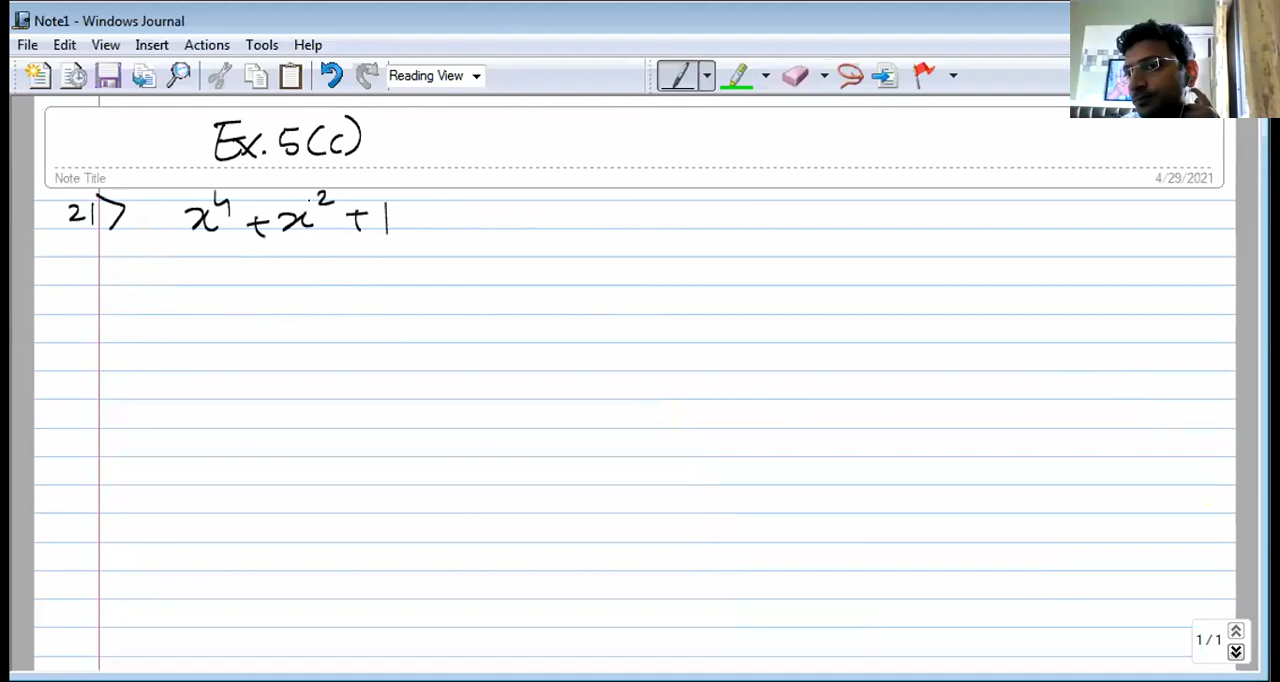 Note1 - Windows Journal
File Edit View Insert Actions Tools Help
Reading View
Ex. 5(c)
Note Title
4/29/2021
21> x⁴ + x² + 1
1 / 1